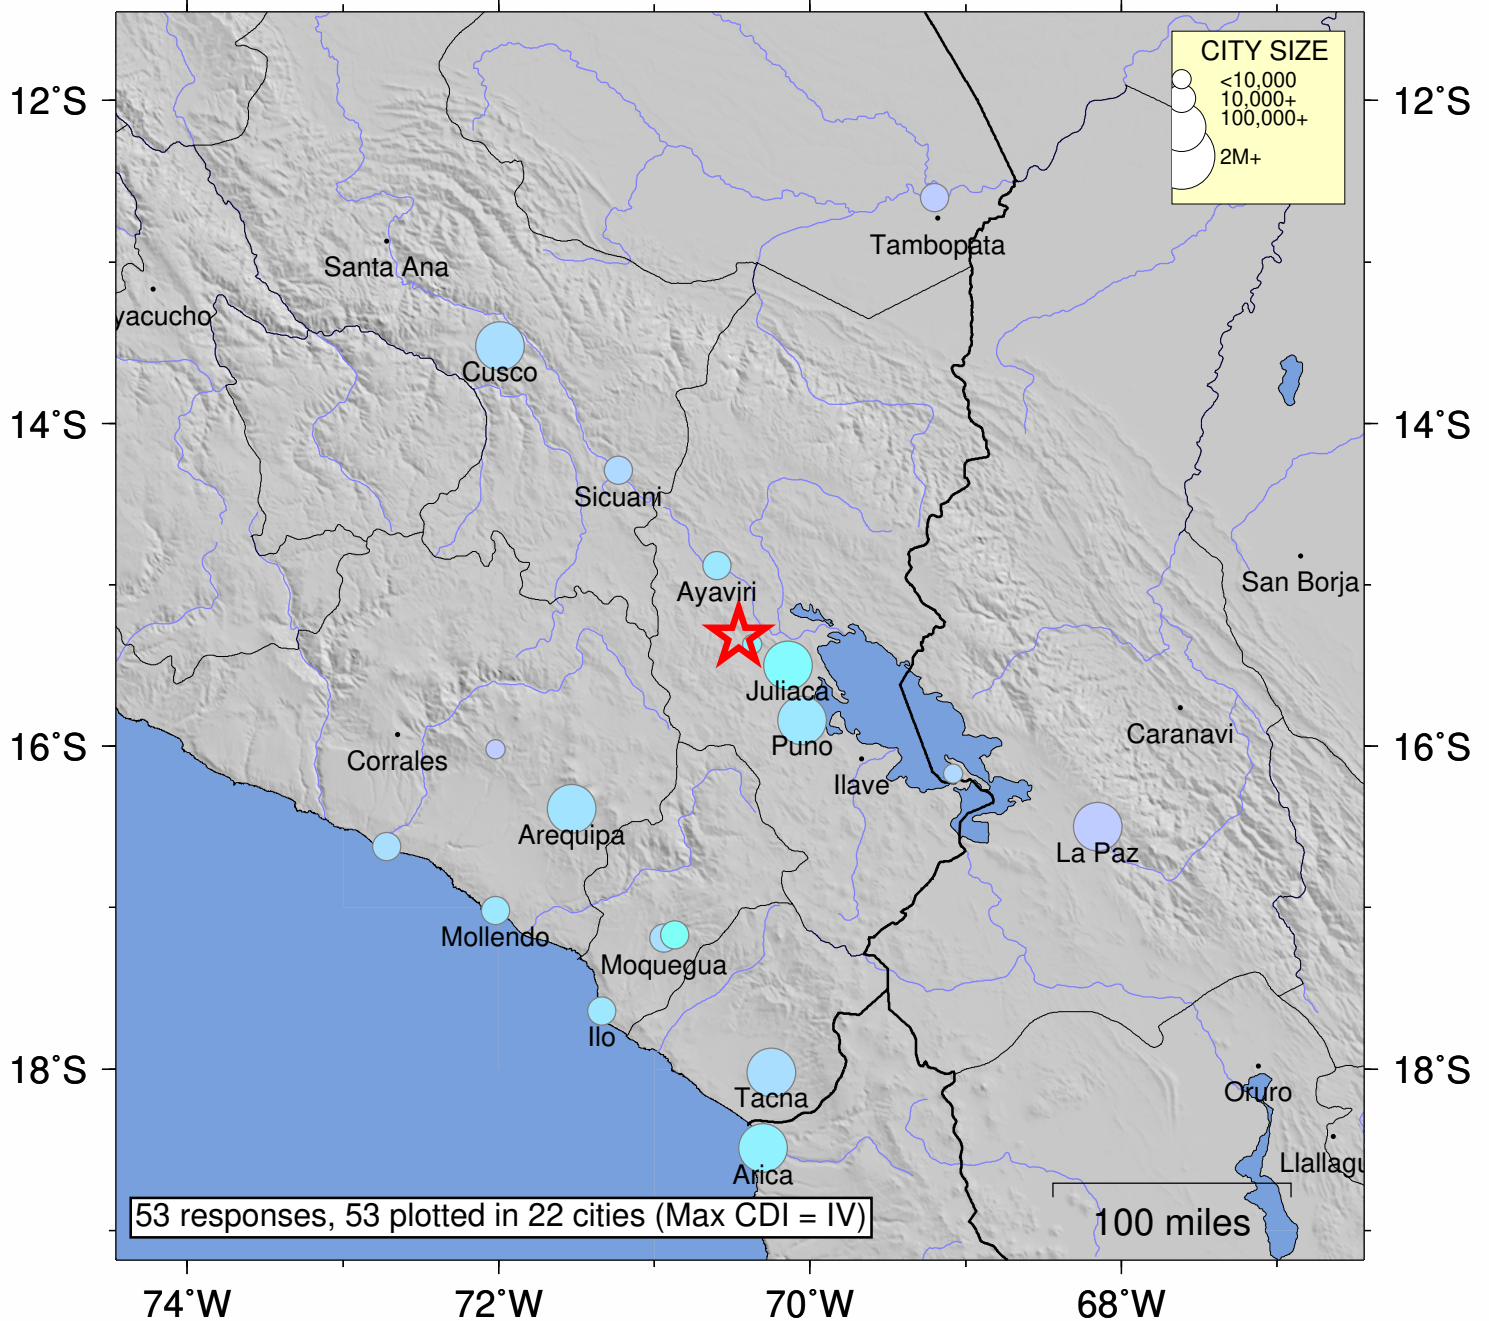 CITY SIZE
<10,000
10,000+
100,000+
2M+
12°S
12°S
Tambopata
Santa Ana
yacucho
Cusco
14°S
14°S
Sicuani
San Borja
Ayaviri
Juliaca
Caranavi
16°S
Puno
16°S
Corrales
Ilave
Arequipa
La Paz
Mollendo
Moquegua
Ilo
18°S
18°S
Oruro
Tacna
Llallagu
Arica
53 responses, 53 plotted in 22 cities (Max CDI = IV)
100 miles
74°W
72°W
70°W
68°W